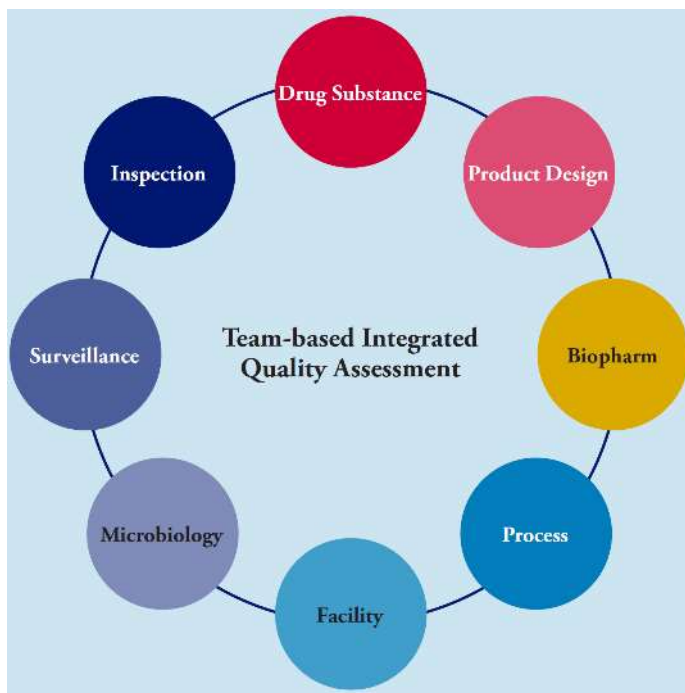 Drug Substance
Inspection
Product Design
Team-based Integrated
Quality Assessment
Surveillance
Biopharm
Microbiology
Process
Facility